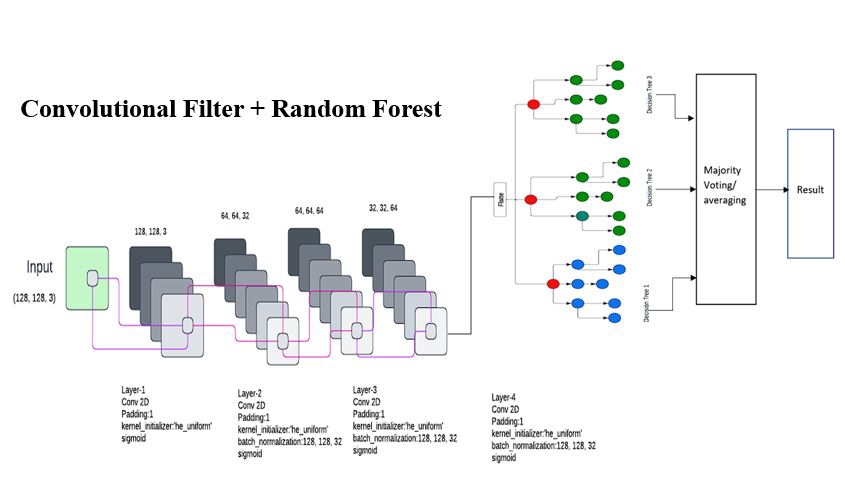 Convolutional Filter + Random Forest
Input
(128, 128, 3)
128, 128, 3
64, 64, 32
64, 64, 64
32, 32, 64
Flate
Decision Tree 3
Decision Tree 2
Decision Tree 1
Majority
Voting/
averaging
Result
Layer-1
Conv 2D
Padding:1
kernel_initializer:'he_uniform'
sigmoid
Layer-2
Conv 2D
Padding:1
kernel_initializer:'he_uniform'
batch_normalization:128, 128, 32
sigmoid
Layer-3
Conv 2D
Padding:1
kernel_initializer:'he_uniform'
batch_normalization:128, 128, 32
sigmoid
Layer-4
Conv 2D
Padding:1
kernel_initializer:'he_uniform'
batch_normalization:128, 128, 32
sigmoid